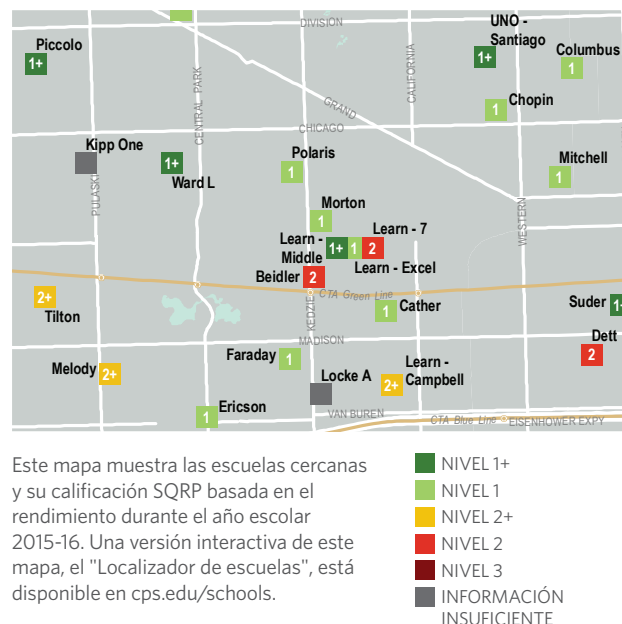 DIVISION
UNO -
Santiago
Piccolo
1+
1+
Columbus
1
CENTRAL PARK
CALIFORNIA
GRAND
Chopin
1
CHICAGO
Kipp One
1+
Ward L
PULASKI
Polaris
1
Mitchell
1
WESTERN
Morton
1
Learn -
Middle
1+
1
2
Learn - 7
Learn - Excel
Beidler
2
CTA Green Line
KEDZIE
2+
Tilton
1
Cather
Suder
1+
Dett
2
MADISON
Faraday
1
Melody
2+
Locke A
Learn -
Campbell
2+
Ericson
1
VAN BUREN
CTA Blue Line
EISENHOWER EXPY
Este mapa muestra las escuelas cercanas
y su calificación SQRP basada en el
rendimiento durante el año escolar
2015-16. Una versión interactiva de este
mapa, el "Localizador de escuelas", está
disponible en cps.edu/schools.
NIVEL 1+
NIVEL 1
NIVEL 2+
NIVEL 2
NIVEL 3
INFORMACIÓN
INSUFICIENTE